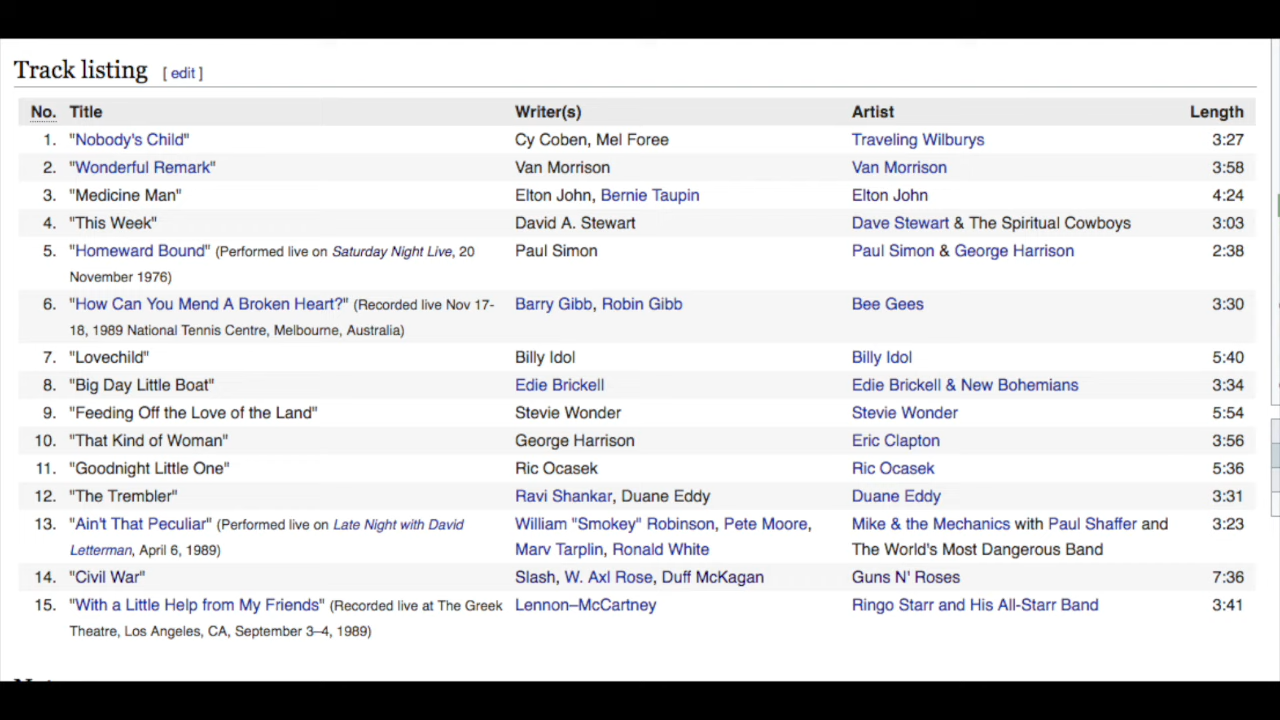 Track listing [ edit ]
No. Title Writer(s) Artist Length
1. "Nobody's Child" Cy Coben, Mel Foree Traveling Wilburys 3:27
2. "Wonderful Remark" Van Morrison Van Morrison 3:58
3. "Medicine Man" Elton John, Bernie Taupin Elton John 4:24
4. "This Week" David A. Stewart Dave Stewart & The Spiritual Cowboys 3:03
5. "Homeward Bound" (Performed live on Saturday Night Live, 20 Paul Simon Paul Simon & George Harrison 2:38
November 1976)
6. "How Can You Mend A Broken Heart?" (Recorded live Nov 17- Barry Gibb, Robin Gibb Bee Gees 3:30
18, 1989 National Tennis Centre, Melbourne, Australia)
7. "Lovechild" Billy Idol Billy Idol 5:40
8. "Big Day Little Boat" Edie Brickell Edie Brickell & New Bohemians 3:34
9. "Feeding Off the Love of the Land" Stevie Wonder Stevie Wonder 5:54
10. "That Kind of Woman" George Harrison Eric Clapton 3:56
11. "Goodnight Little One" Ric Ocasek Ric Ocasek 5:36
12. "The Trembler" Ravi Shankar, Duane Eddy Duane Eddy 3:31
13. "Ain't That Peculiar" (Performed live on Late Night with David William "Smokey" Robinson, Pete Moore, Mike & the Mechanics with Paul Shaffer and 3:23
Letterman, April 6, 1989) Marv Tarplin, Ronald White The World's Most Dangerous Band
14. "Civil War" Slash, W. Axl Rose, Duff McKagan Guns N' Roses 7:36
15. "With a Little Help from My Friends" (Recorded live at The Greek Lennon–McCartney Ringo Starr and His All-Starr Band 3:41
Theatre, Los Angeles, CA, September 3–4, 1989)